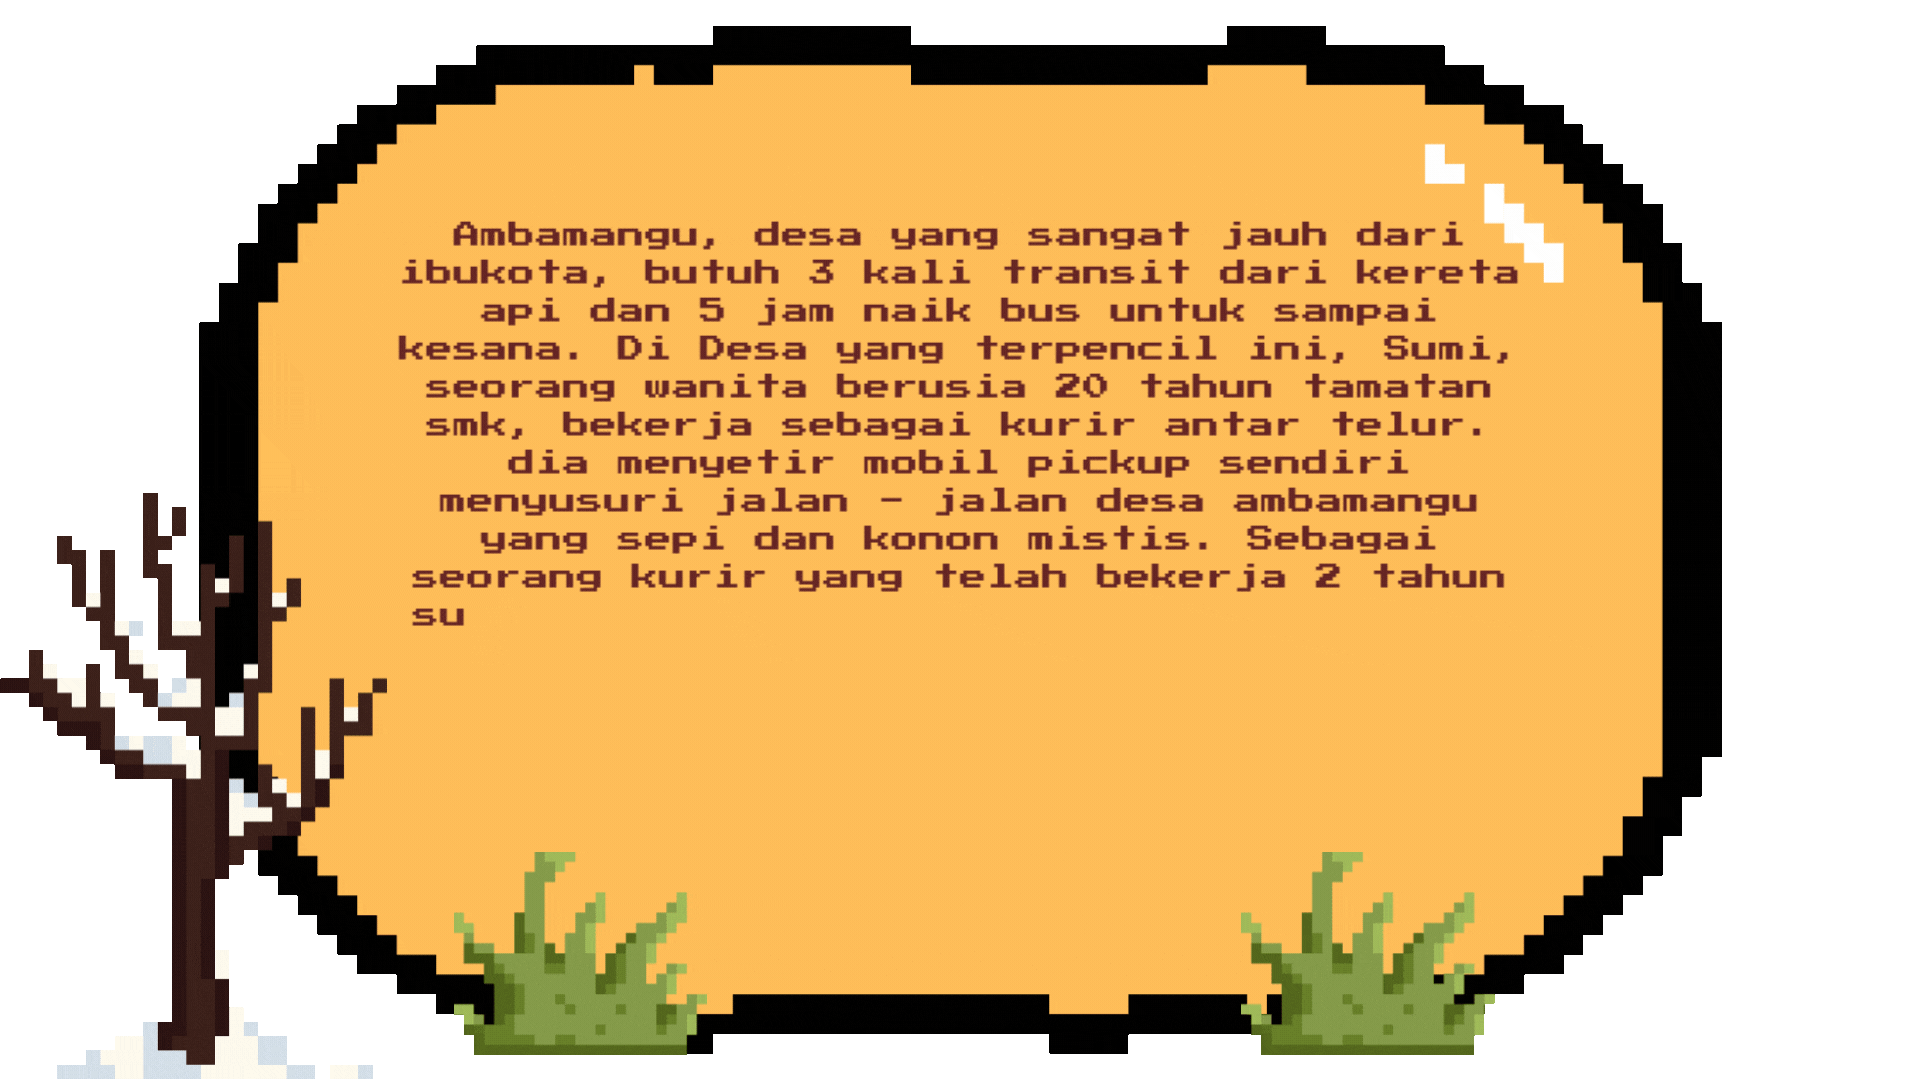 Ambamangu, desa yang sangat jauh dari
ibukota, butuh 3 kali transit dari kereta
api dan 5 jam naik bus untuk sampai
kesana. Di Desa yang terpencil ini, Sumi,
seorang wanita berusia 20 tahun tamatan
smk, bekerja sebagai kurir antar telur.
dia menyetir mobil pickup sendiri
menyusuri jalan - jalan desa ambamangu
yang sepi dan konon mistis. Sebagai
seorang kurir yang telah bekerja 2 tahun
su